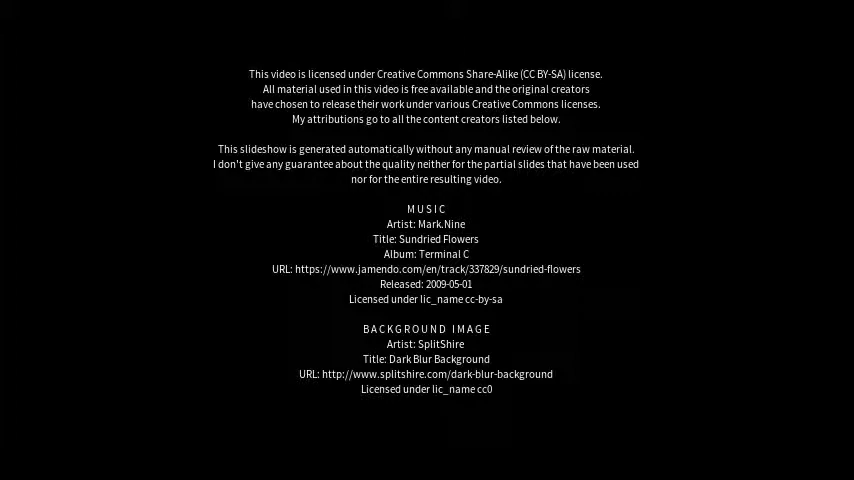 This video is licensed under Creative Commons Share-Alike (CC BY-SA) license.
All material used in this video is free available and the original creators
have chosen to release their work under various Creative Commons licenses.
My attributions go to all the content creators listed below.
This slideshow is generated automatically without any manual review of the raw material.
I don't give any guarantee about the quality neither for the partial slides that have been used
nor for the entire resulting video.
MUSIC
Artist: Mark.Nine
Title: Sundried Flowers
Album: Terminal C
URL: https://www.jamendo.com/en/track/337829/sundried-flowers
Released: 2009-05-01
Licensed under lic_name cc-by-sa
BACKGROUND IMAGE
Artist: SplitShire
Title: Dark Blur Background
URL: http://www.splitshire.com/dark-blur-background
Licensed under lic_name cc0